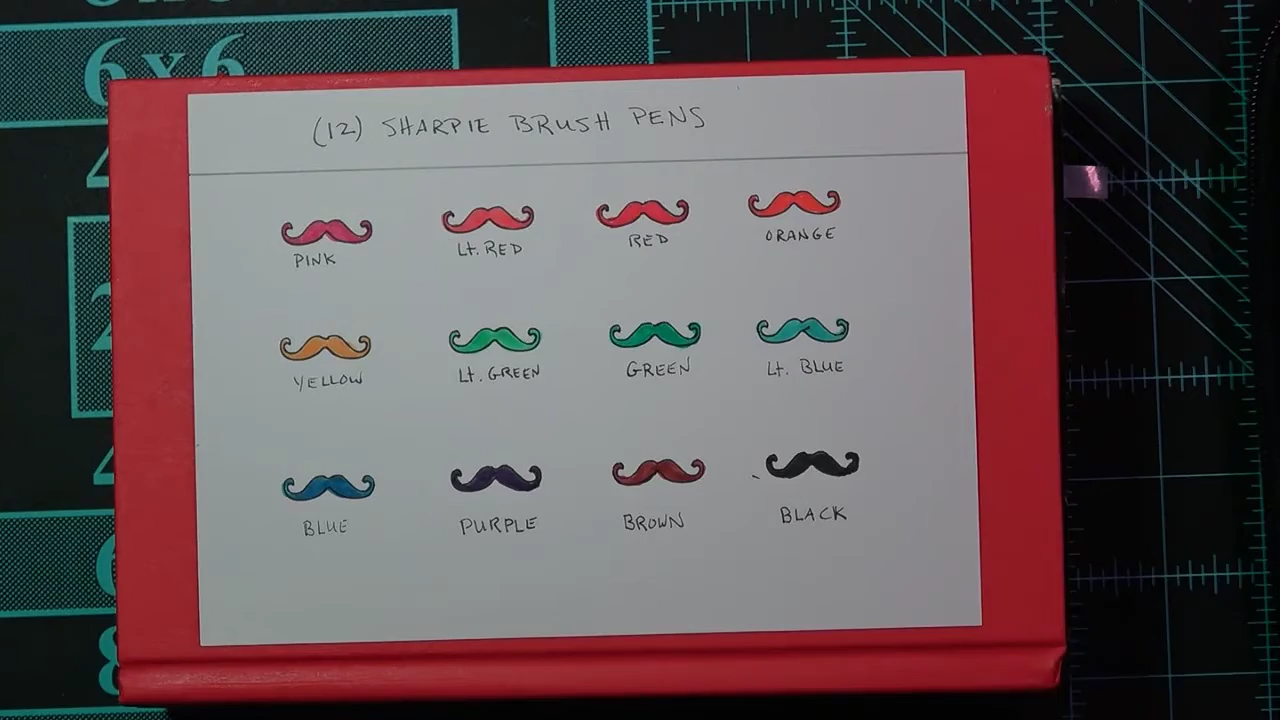 6x6
(12) SHARPIE BRUSH PENS
PINK Lt. RED RED ORANGE
YELLOW Lt. GREEN GREEN Lt. BLUE
BLUE PURPLE BROWN BLACK